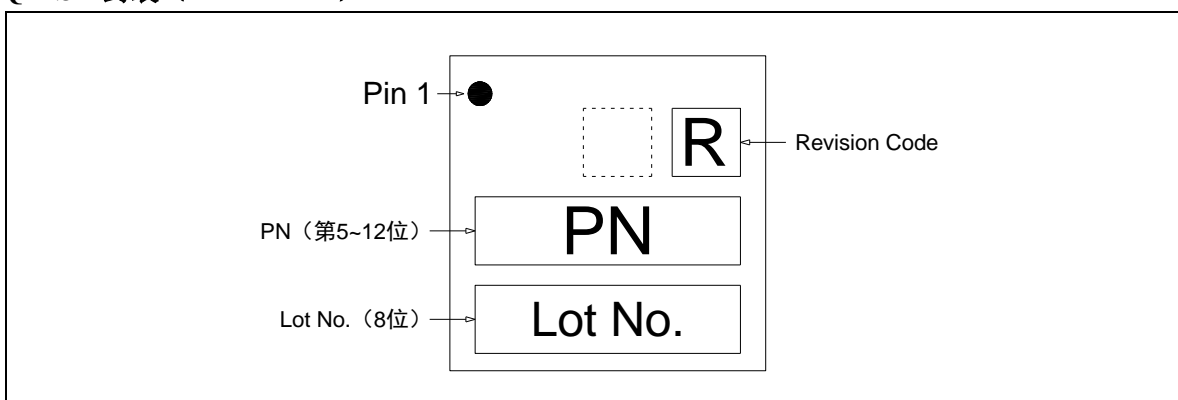 Pin 1
R
Revision Code
PN（第5~12位）
PN
Lot No.（8位）
Lot No.